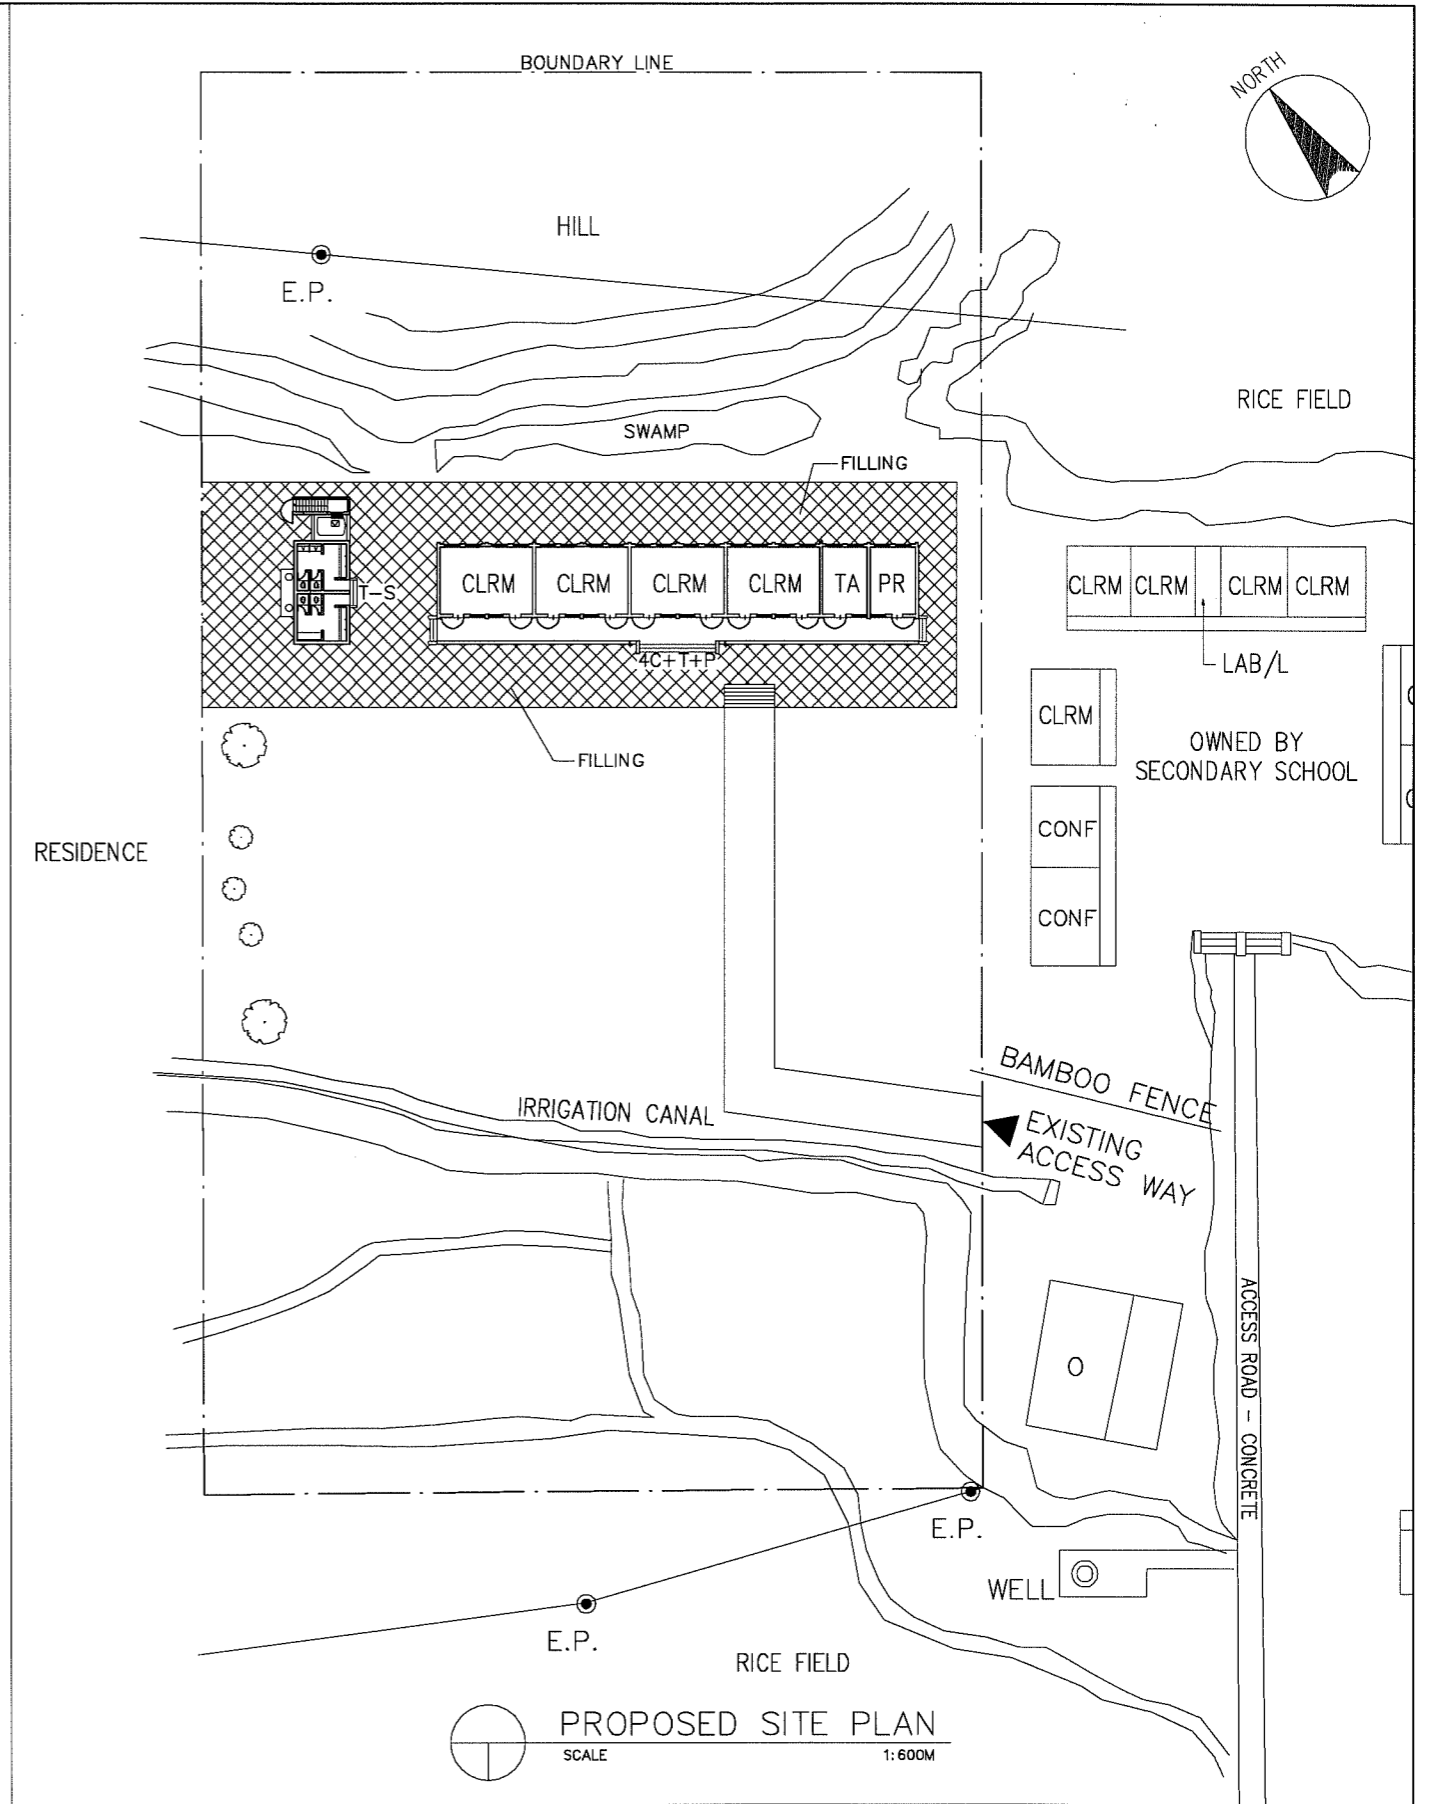 BOUNDARY LINE
NORTH
HILL
E.P.
RICE FIELD
SWAMP
FILLING
T-S
CLRM
CLRM
CLRM
CLRM
TA
PR
4C+T+P
CLRM
CLRM
CLRM
CLRM
LAB/L
CLRM
OWNED BY
SECONDARY SCHOOL
FILLING
CONF
CONF
RESIDENCE
BAMBOO FENCE
IRRIGATION CANAL
EXISTING
ACCESS WAY
O
ACCESS ROAD - CONCRETE
E.P.
WELL
E.P.
RICE FIELD
PROPOSED SITE PLAN
SCALE 1:600M